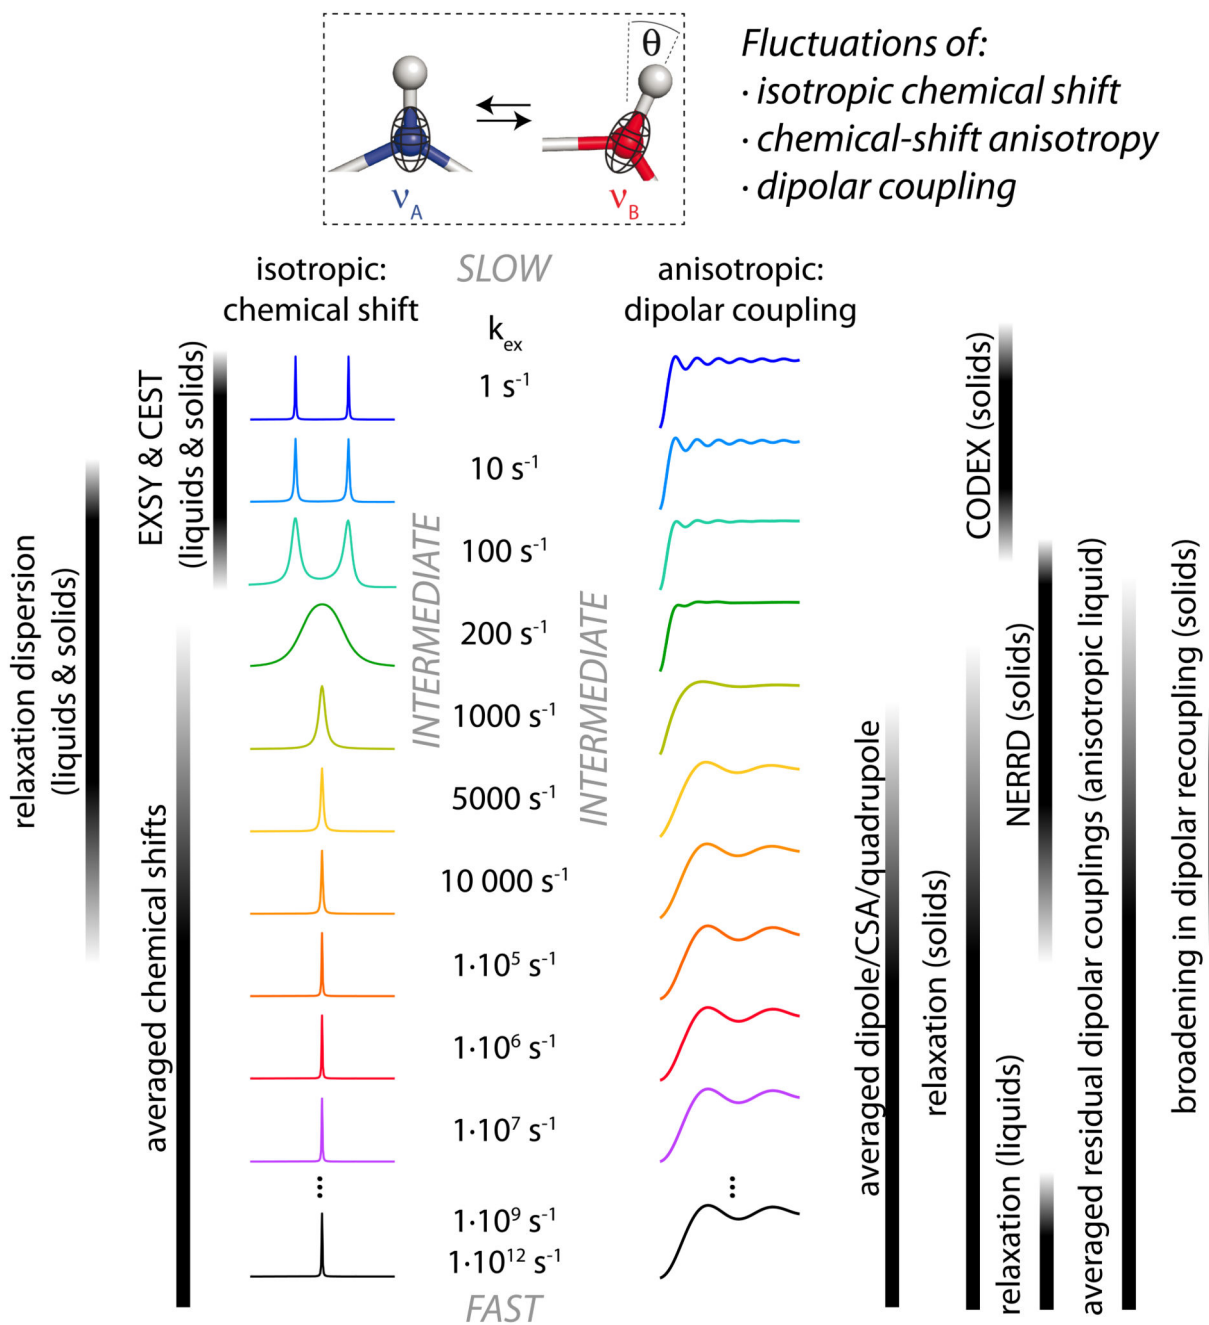 θ
ν_A
ν_B
Fluctuations of:
· isotropic chemical shift
· chemical-shift anisotropy
· dipolar coupling
isotropic:
chemical shift
SLOW
anisotropic:
dipolar coupling
k_ex
1 s⁻¹
10 s⁻¹
100 s⁻¹
200 s⁻¹
1000 s⁻¹
5000 s⁻¹
10 000 s⁻¹
1·10⁵ s⁻¹
1·10⁶ s⁻¹
1·10⁷ s⁻¹
⋮
⋮
1·10⁹ s⁻¹
1·10¹² s⁻¹
FAST
INTERMEDIATE
INTERMEDIATE
relaxation dispersion
(liquids & solids)
EXSY & CEST
(liquids & solids)
averaged chemical shifts
averaged dipole/CSA/quadrupole
relaxation (solids)
CODEX (solids)
NERRD (solids)
relaxation (liquids)
averaged residual dipolar couplings (anisotropic liquid)
broadening in dipolar recoupling (solids)